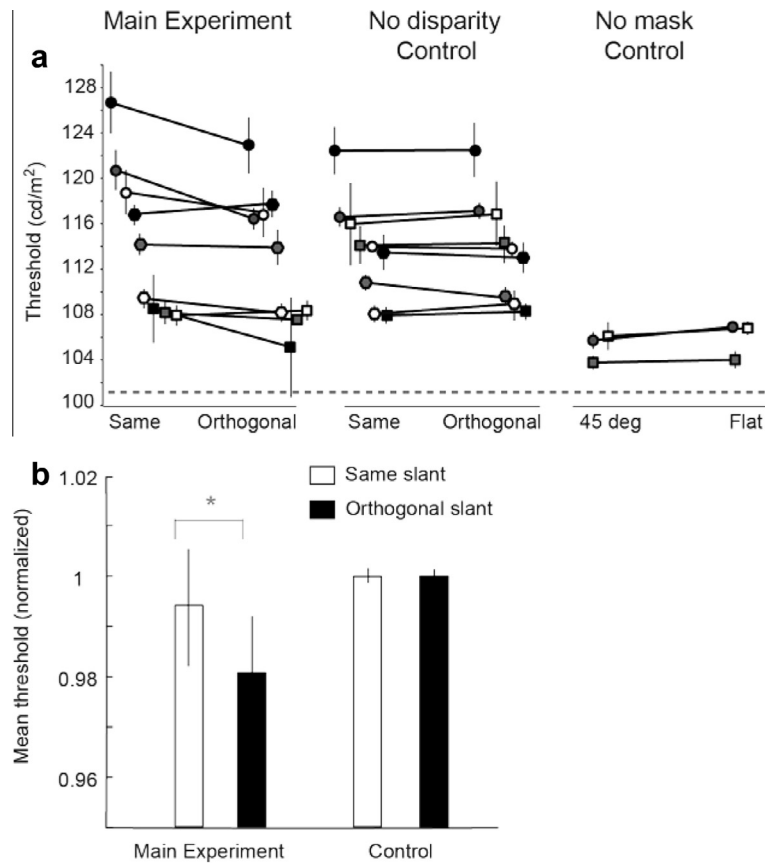 Main Experiment
No disparity
Control
No mask
Control
a
Threshold (cd/m²)
128
124
120
116
112
108
104
100
Same
Orthogonal
Same
Orthogonal
45 deg
Flat
b
Mean threshold (normalized)
1.02
1
0.98
0.96
Same slant
Orthogonal slant
*
Main Experiment
Control